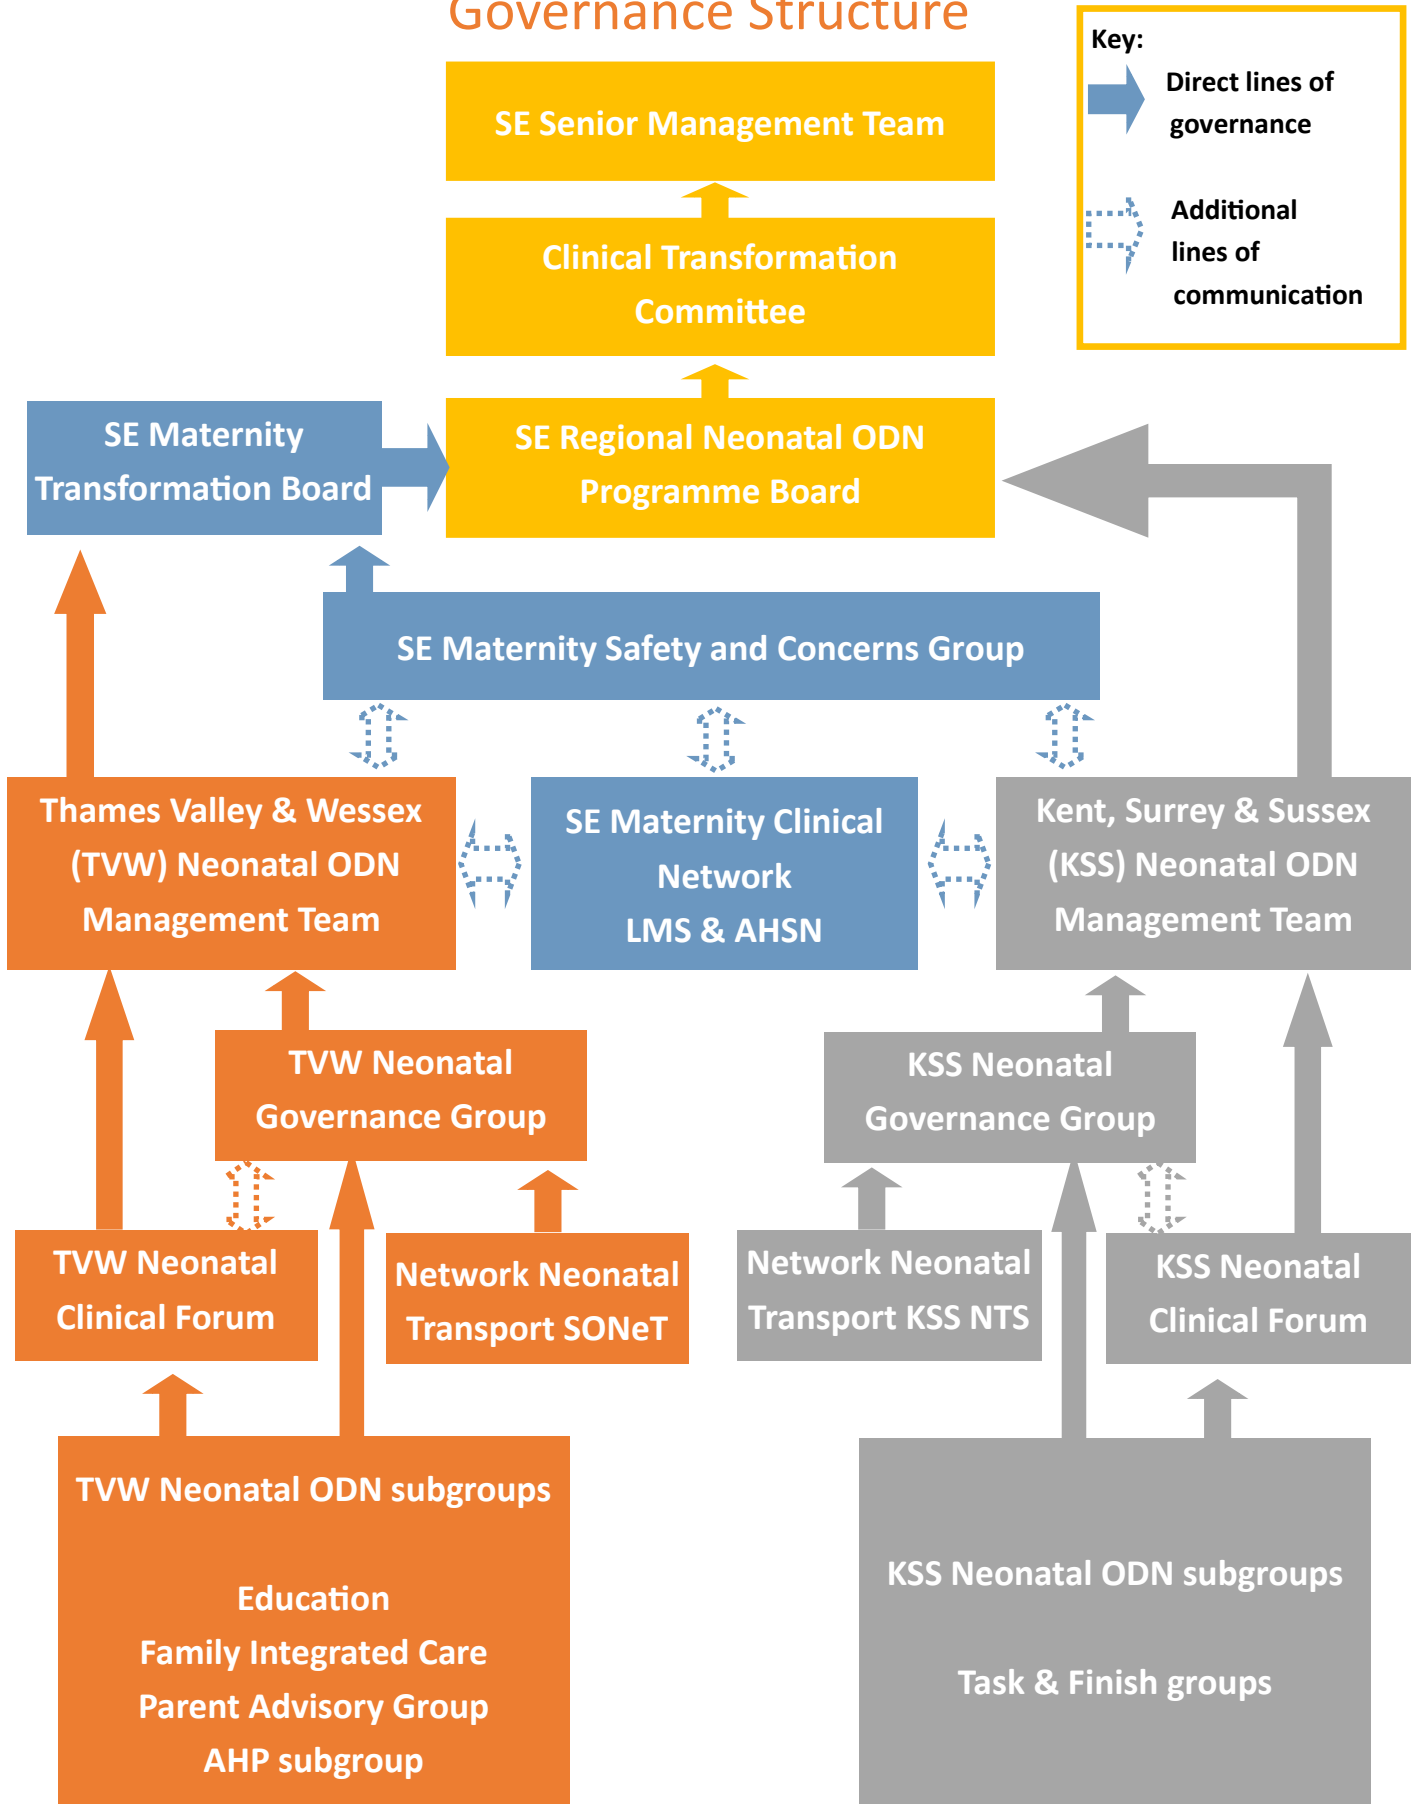 Governance Structure
Key:
Direct lines of
governance
Additional
lines of
communication
SE Senior Management Team
Clinical Transformation
Committee
SE Maternity
Transformation Board
SE Regional Neonatal ODN
Programme Board
SE Maternity Safety and Concerns Group
Thames Valley & Wessex
(TVW) Neonatal ODN
Management Team
SE Maternity Clinical
Network
LMS & AHSN
Kent, Surrey & Sussex
(KSS) Neonatal ODN
Management Team
TVW Neonatal
Governance Group
KSS Neonatal
Governance Group
TVW Neonatal
Clinical Forum
Network Neonatal
Transport SONeT
Network Neonatal
Transport KSS NTS
KSS Neonatal
Clinical Forum
TVW Neonatal ODN subgroups
Education
Family Integrated Care
Parent Advisory Group
AHP subgroup
KSS Neonatal ODN subgroups
Task & Finish groups